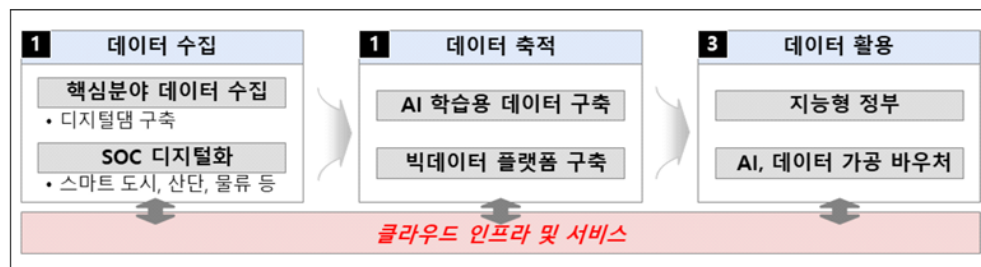 1 데이터 수집
핵심분야 데이터 수집
• 디지털댐 구축
SOC 디지털화
• 스마트 도시, 산단, 물류 등
1 데이터 축적
AI 학습용 데이터 구축
빅데이터 플랫폼 구축
3 데이터 활용
지능형 정부
AI, 데이터 가공 바우처
클라우드 인프라 및 서비스